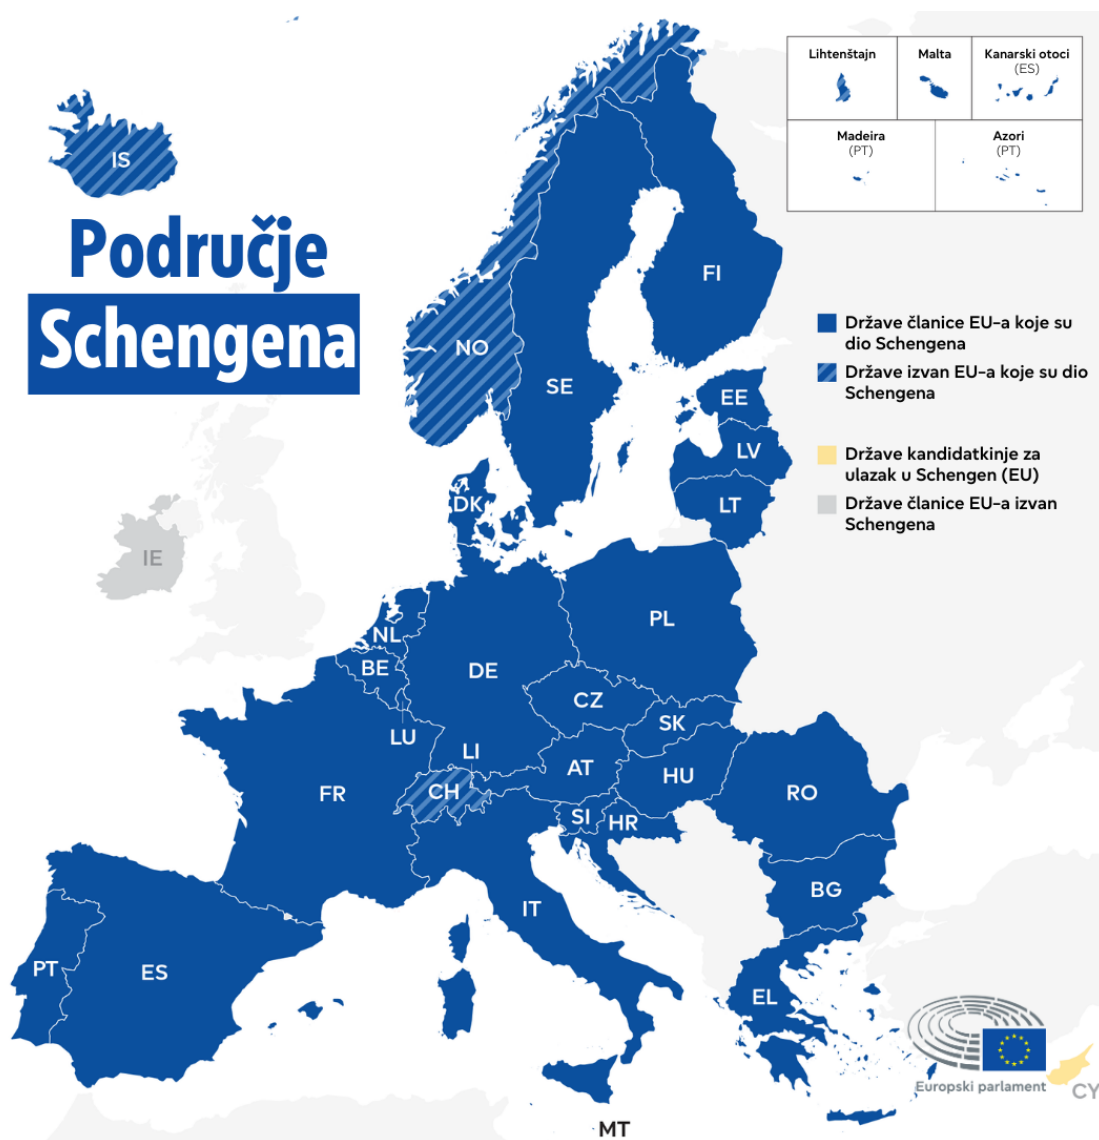 Lihtenštajn
Malta
Kanarski otoci
(ES)
Madeira
(PT)
Azori
(PT)
IS
Područje
Schengena
NO
FI
SE
Države članice EU-a koje su
dio Schengena
Države izvan EU-a koje su dio
Schengena
Države kandidatkinje za
ulazak u Schengen (EU)
Države članice EU-a izvan
Schengena
EE
LV
LT
DK
IE
NL
BE
DE
PL
LU
CZ
SK
LI
CH
AT
HU
FR
SI
HR
RO
BG
IT
PT
ES
EL
Europski parlament
CY
MT